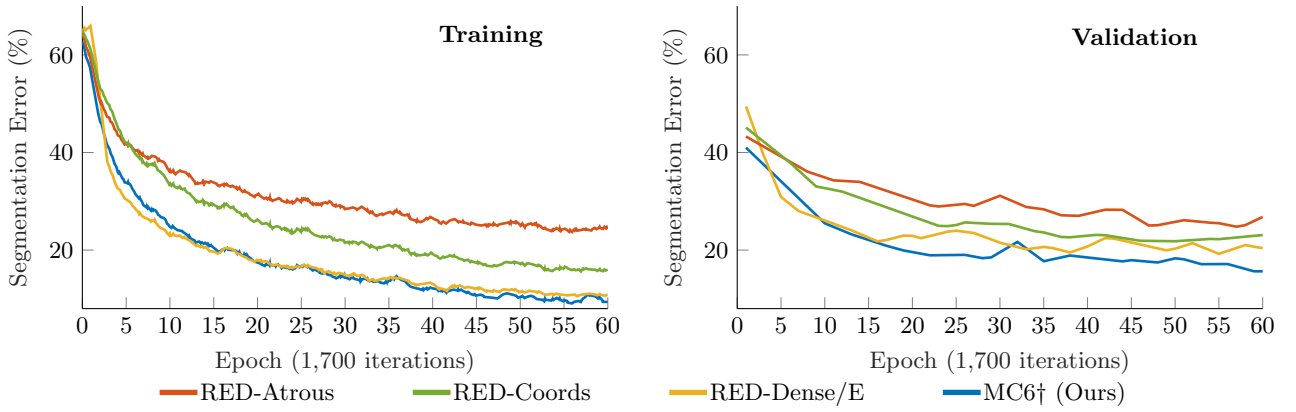 Training
Segmentation Error (%)
60
40
20
0 5 10 15 20 25 30 35 40 45 50 55 60
Epoch (1,700 iterations)
Validation
Segmentation Error (%)
60
40
20
0 5 10 15 20 25 30 35 40 45 50 55 60
Epoch (1,700 iterations)
RED-Atrous RED-Coords RED-Dense/E MC6† (Ours)